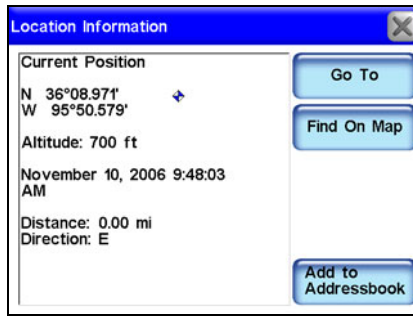 Location Information
Current Position
N 36°08.971'
W 95°50.579'
Altitude: 700 ft
November 10, 2006 9:48:03
AM
Distance: 0.00 mi
Direction: E
Go To
Find On Map
Add to
Addressbook